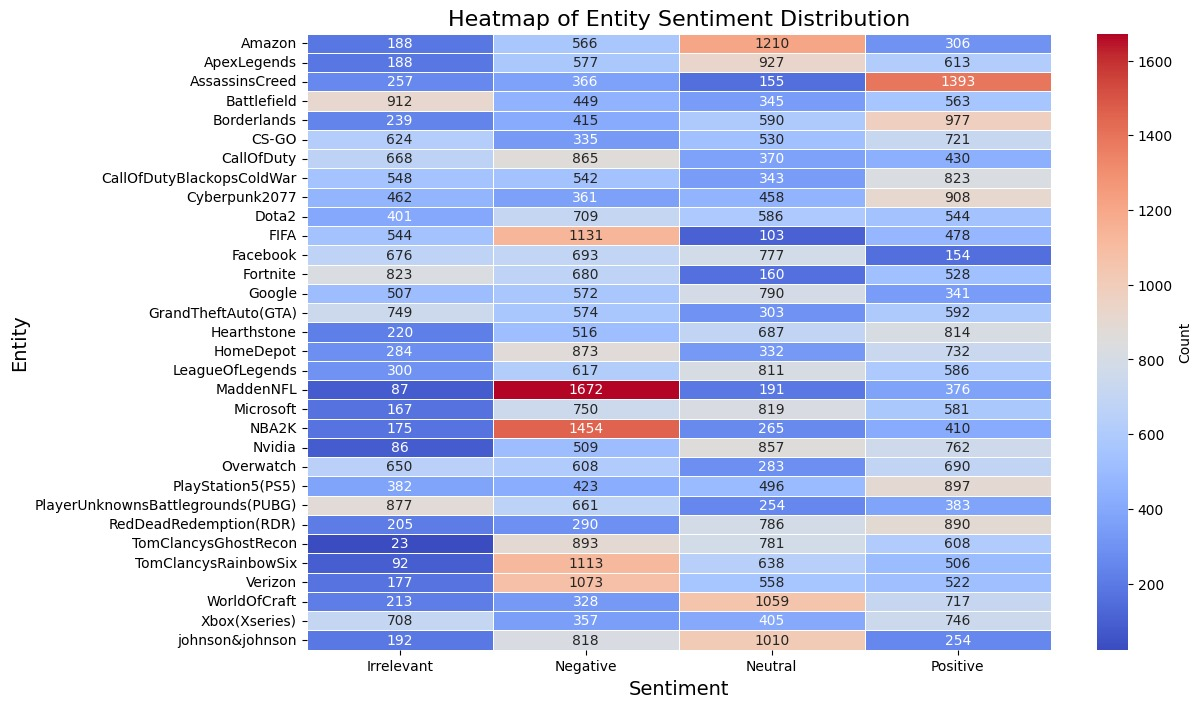 Heatmap of Entity Sentiment Distribution
Entity
Amazon 188 566 1210 306
ApexLegends 188 577 927 613
AssassinsCreed 257 366 155 1393
Battlefield 912 449 345 563
Borderlands 239 415 590 977
CS-GO 624 335 530 721
CallOfDuty 668 865 370 430
CallOfDutyBlackopsColdWar 548 542 343 823
Cyberpunk2077 462 361 458 908
Dota2 401 709 586 544
FIFA 544 1131 103 478
Facebook 676 693 777 154
Fortnite 823 680 160 528
Google 507 572 790 341
GrandTheftAuto(GTA) 749 574 303 592
Hearthstone 220 516 687 814
HomeDepot 284 873 332 732
LeagueOfLegends 300 617 811 586
MaddenNFL 87 1672 191 376
Microsoft 167 750 819 581
NBA2K 175 1454 265 410
Nvidia 86 509 857 762
Overwatch 650 608 283 690
PlayStation5(PS5) 382 423 496 897
PlayerUnknownsBattlegrounds(PUBG) 877 661 254 383
RedDeadRedemption(RDR) 205 290 786 890
TomClancysGhostRecon 23 893 781 608
TomClancysRainbowSix 92 1113 638 506
Verizon 177 1073 558 522
WorldOfCraft 213 328 1059 717
Xbox(Xseries) 708 357 405 746
johnson&johnson 192 818 1010 254
Irrelevant Negative Neutral Positive
Sentiment
1600
1400
1200
1000
800
600
400
200
Count